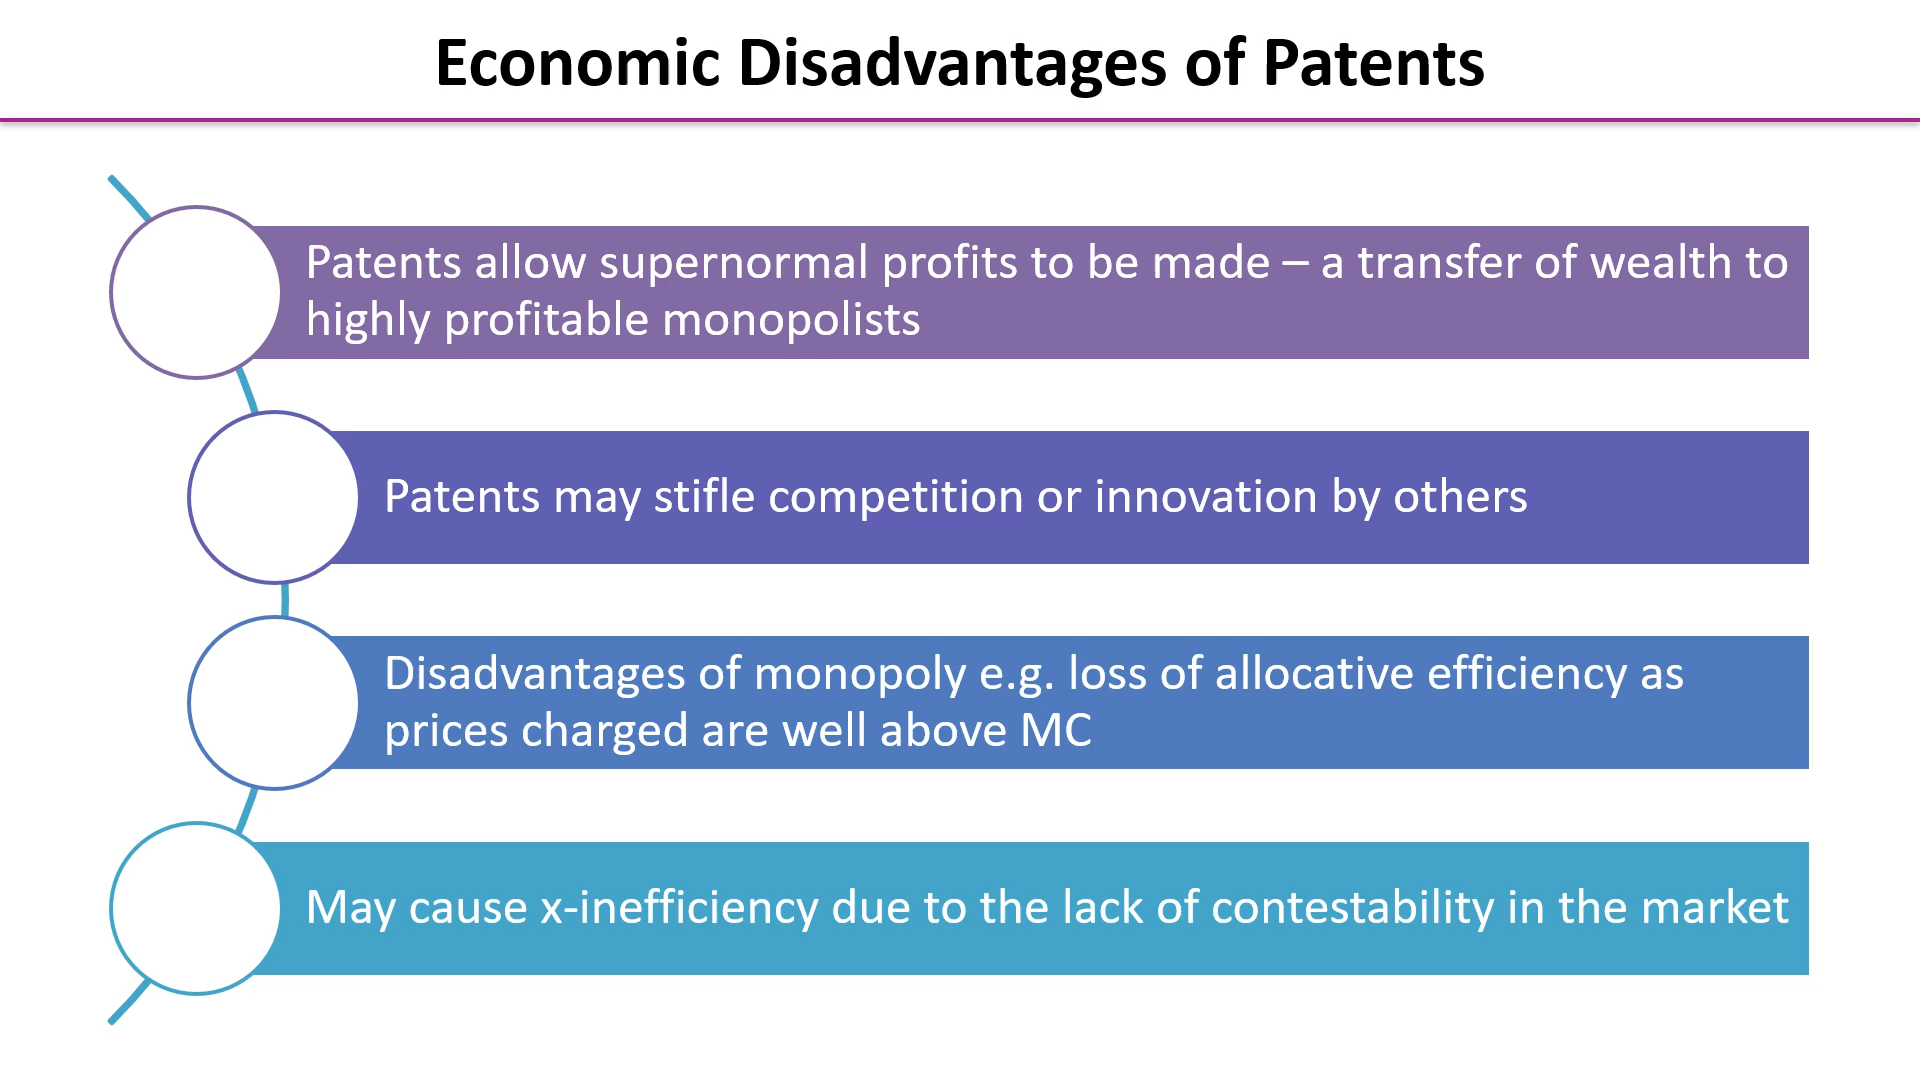 Economic Disadvantages of Patents
Patents allow supernormal profits to be made – a transfer of wealth to
highly profitable monopolists
Patents may stifle competition or innovation by others
Disadvantages of monopoly e.g. loss of allocative efficiency as
prices charged are well above MC
May cause x-inefficiency due to the lack of contestability in the market